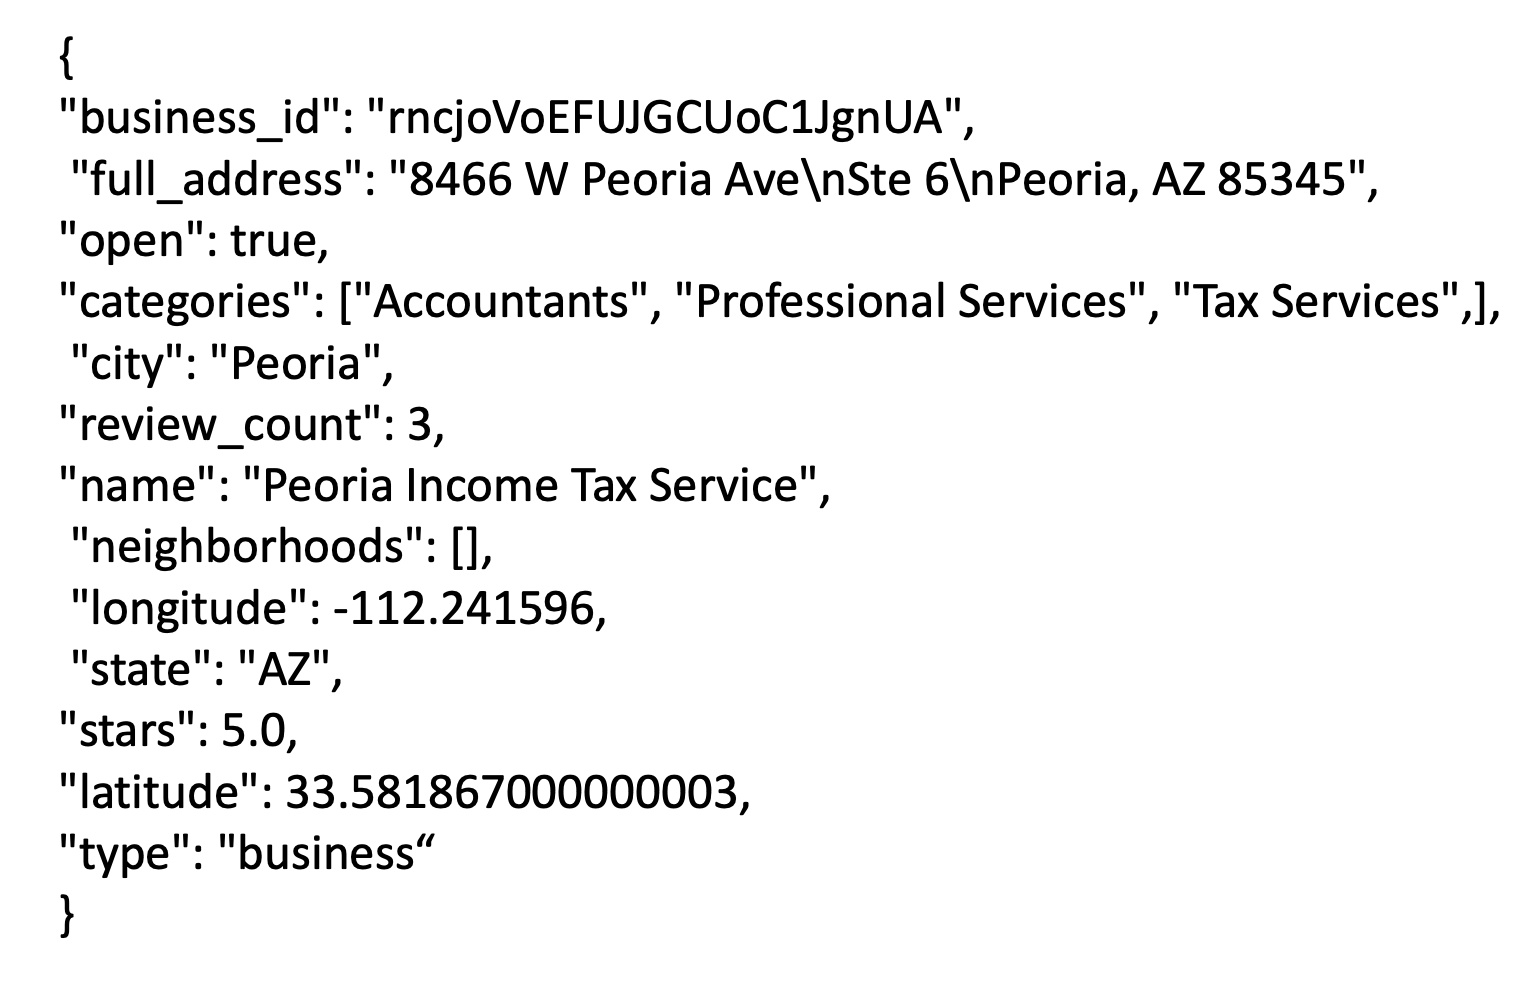 {
"business_id": "rncjoVoEFUJGCUoC1JgnUA",
"full_address": "8466 W Peoria Ave\nSte 6\nPeoria, AZ 85345",
"open": true,
"categories": ["Accountants", "Professional Services", "Tax Services",],
"city": "Peoria",
"review_count": 3,
"name": "Peoria Income Tax Service",
"neighborhoods": [],
"longitude": -112.241596,
"state": "AZ",
"stars": 5.0,
"latitude": 33.581867000000003,
"type": "business“
}